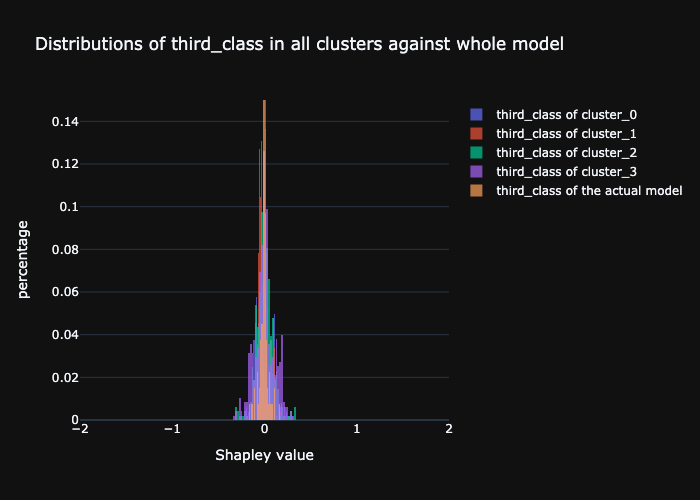 Distributions of third_class in all clusters against whole model
0.14
0.12
0.1
0.08
0.06
0.04
0.02
0
−2
−1
0
1
2
percentage
Shapley value
third_class of cluster_0
third_class of cluster_1
third_class of cluster_2
third_class of cluster_3
third_class of the actual model